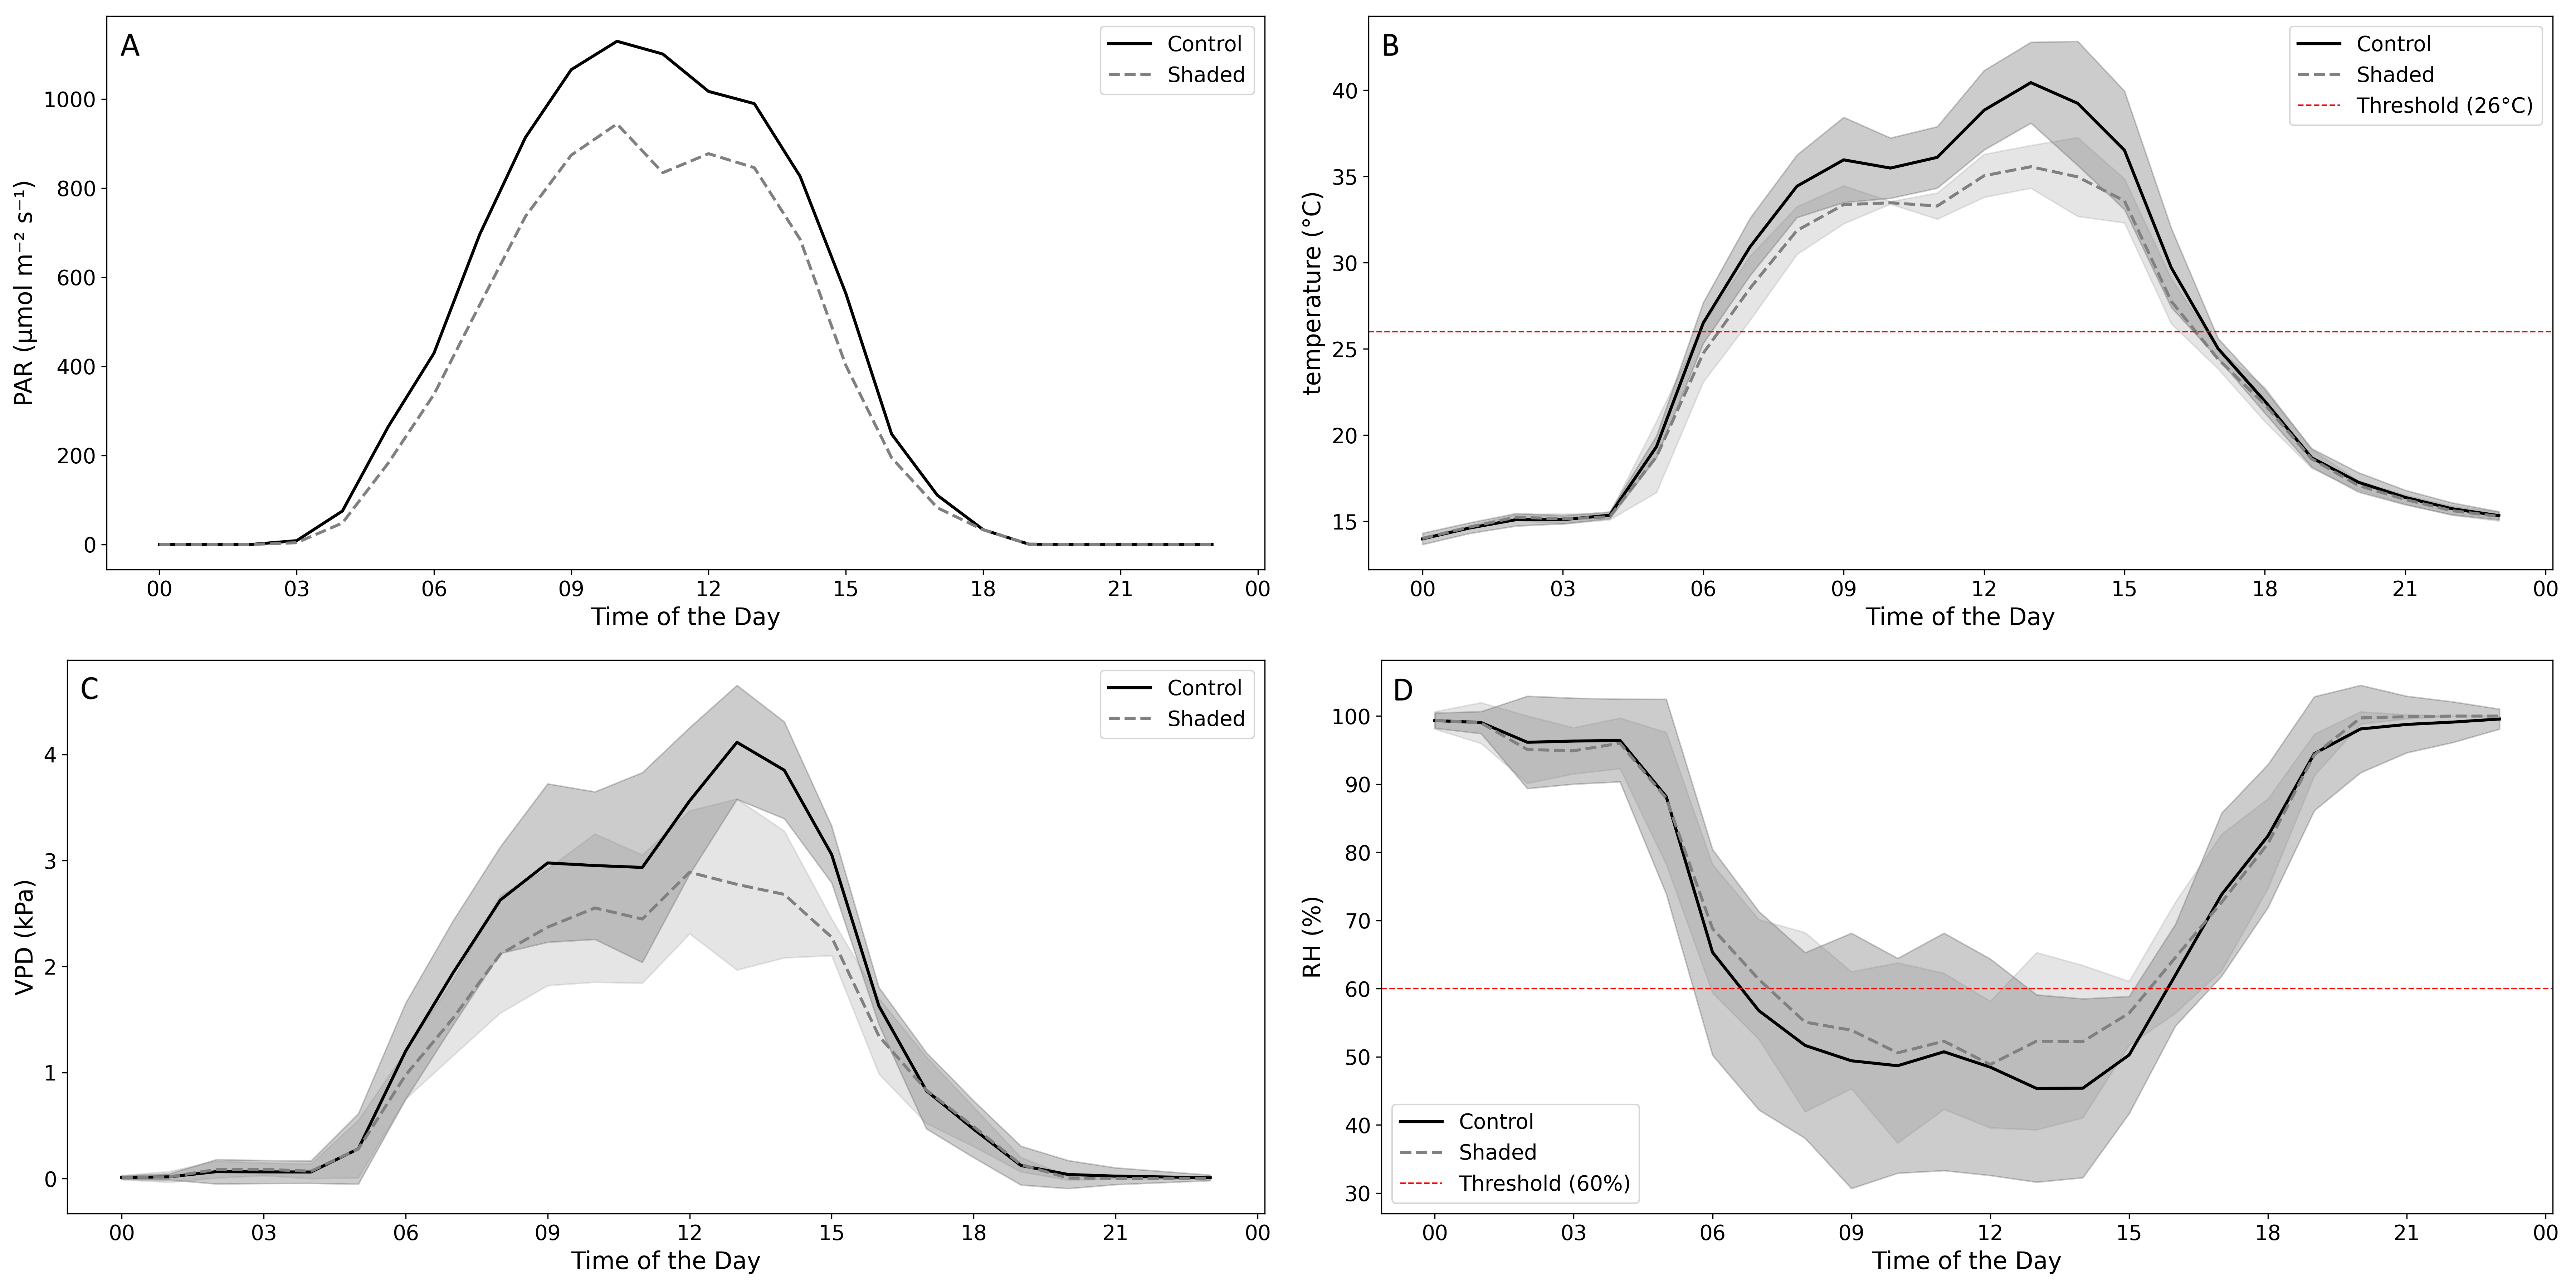 A
Control
Shaded
1000
800
600
400
200
0
PAR (µmol m⁻² s⁻¹)
00 03 06 09 12 15 18 21 00
Time of the Day
B
Control
Shaded
Threshold (26°C)
40
35
30
25
20
15
temperature (°C)
00 03 06 09 12 15 18 21 00
Time of the Day
C
Control
Shaded
4
3
2
1
0
VPD (kPa)
00 03 06 09 12 15 18 21 00
Time of the Day
D
100
90
80
70
60
50
40
30
RH (%)
Control
Shaded
Threshold (60%)
00 03 06 09 12 15 18 21 00
Time of the Day